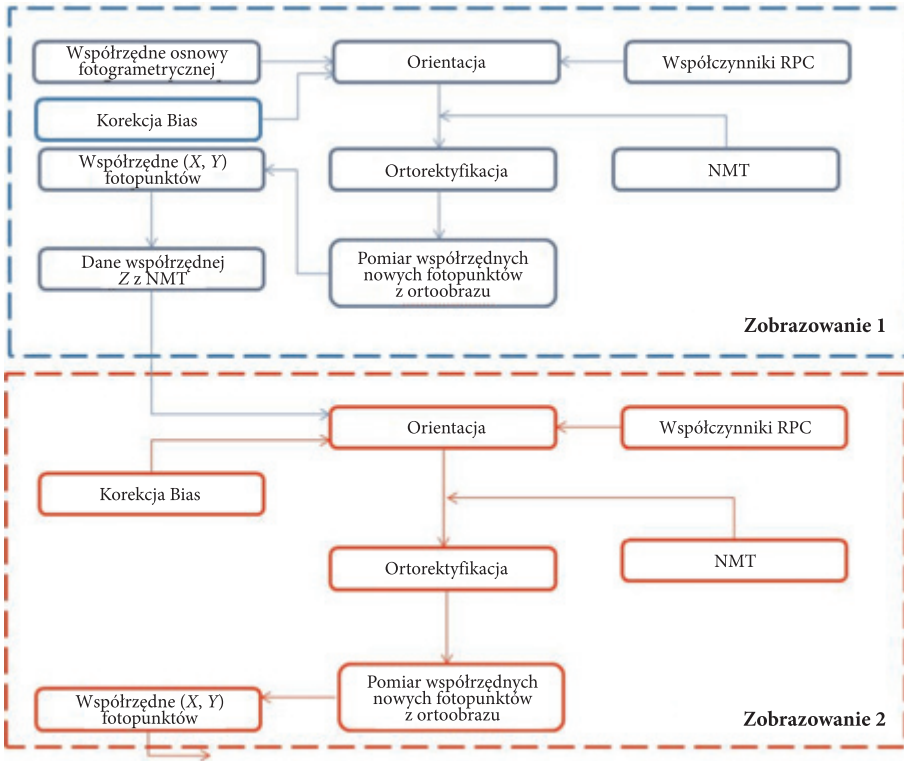 Współrzędne osnowy
fotogrametrycznej
Orientacja
Współczynniki RPC
Korekcja Bias
Współrzędne (X, Y)
fotopunktów
Ortorektyfikacja
NMT
Dane współrzędnej
Z z NMT
Pomiar współrzędnych
nowych fotopunktów
z ortoobrazu
Zobrazowanie 1
Orientacja
Współczynniki RPC
Korekcja Bias
Ortorektyfikacja
NMT
Współrzędne (X, Y)
fotopunktów
Pomiar współrzędnych
nowych fotopunktów
z ortoobrazu
Zobrazowanie 2